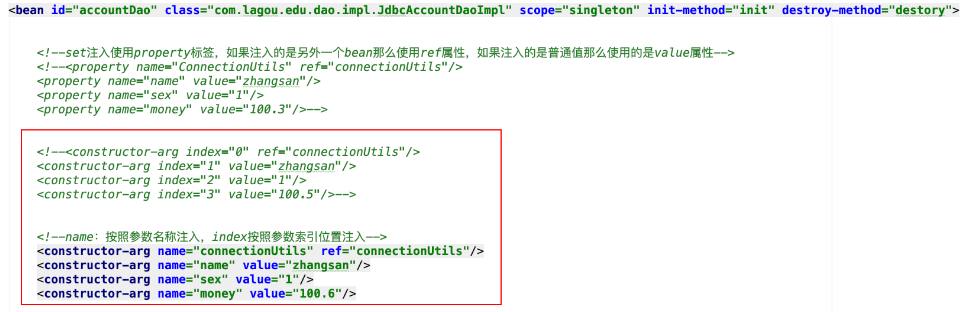 <bean id="accountDao" class="com.lagou.edu.dao.impl.JdbcAccountDaoImpl" scope="singleton" init-method="init" destroy-method="destory">
<!--set注入使用property标签，如果注入的是另外一个bean那么使用ref属性，如果注入的是普通值那么使用的是value属性-->
<!--<property name="ConnectionUtils" ref="connectionUtils"/>
<property name="name" value="zhangsan"/>
<property name="sex" value="1"/>
<property name="money" value="100.3"/>-->
<!--<constructor-arg index="0" ref="connectionUtils"/>
<constructor-arg index="1" value="zhangsan"/>
<constructor-arg index="2" value="1"/>
<constructor-arg index="3" value="100.5"/>-->
<!--name：按照参数名称注入，index按照参数索引位置注入-->
<constructor-arg name="connectionUtils" ref="connectionUtils"/>
<constructor-arg name="name" value="zhangsan"/>
<constructor-arg name="sex" value="1"/>
<constructor-arg name="money" value="100.6"/>